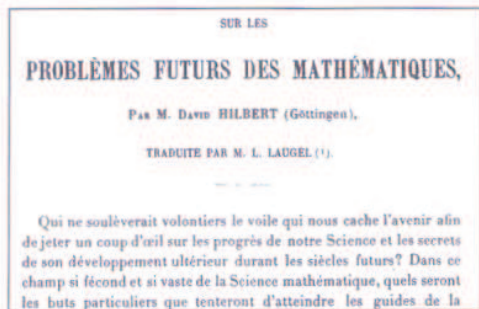 SUR LES
PROBLÈMES FUTURS DES MATHÉMATIQUES,
PAR M. DAVID HILBERT (Göttingen),
TRADUITE PAR M. L. LAUGEL (¹).
Qui ne soulèverait volontiers le voile qui nous cache l'avenir afin
de jeter un coup d'œil sur les progrès de notre Science et les secrets
de son développement ultérieur durant les siècles futurs? Dans ce
champ si fécond et si vaste de la Science mathématique, quels seront
les buts particuliers que tenteront d'atteindre les guides de la